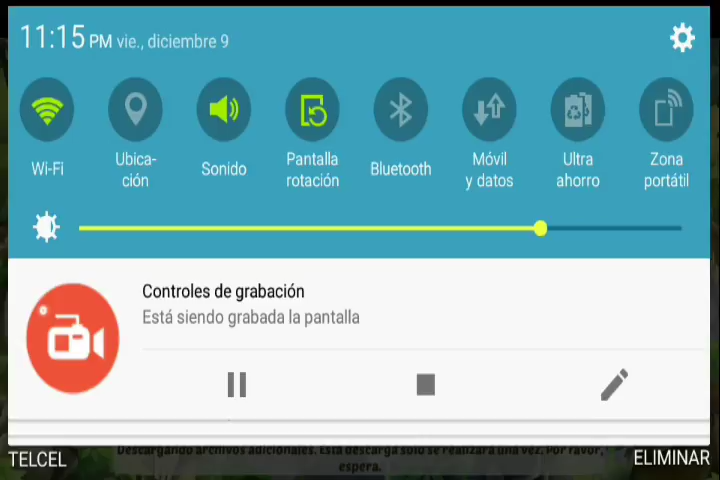 11:15 PM vie., diciembre 9
Wi-Fi
Ubica-
ción
Sonido
Pantalla
rotación
Bluetooth
Móvil
y datos
Ultra
ahorro
Zona
portátil
Controles de grabación
Está siendo grabada la pantalla
Descargando archivos adicionales. Esta descarga solo se realizará una vez. Por favor,
espera.
TELCEL
ELIMINAR